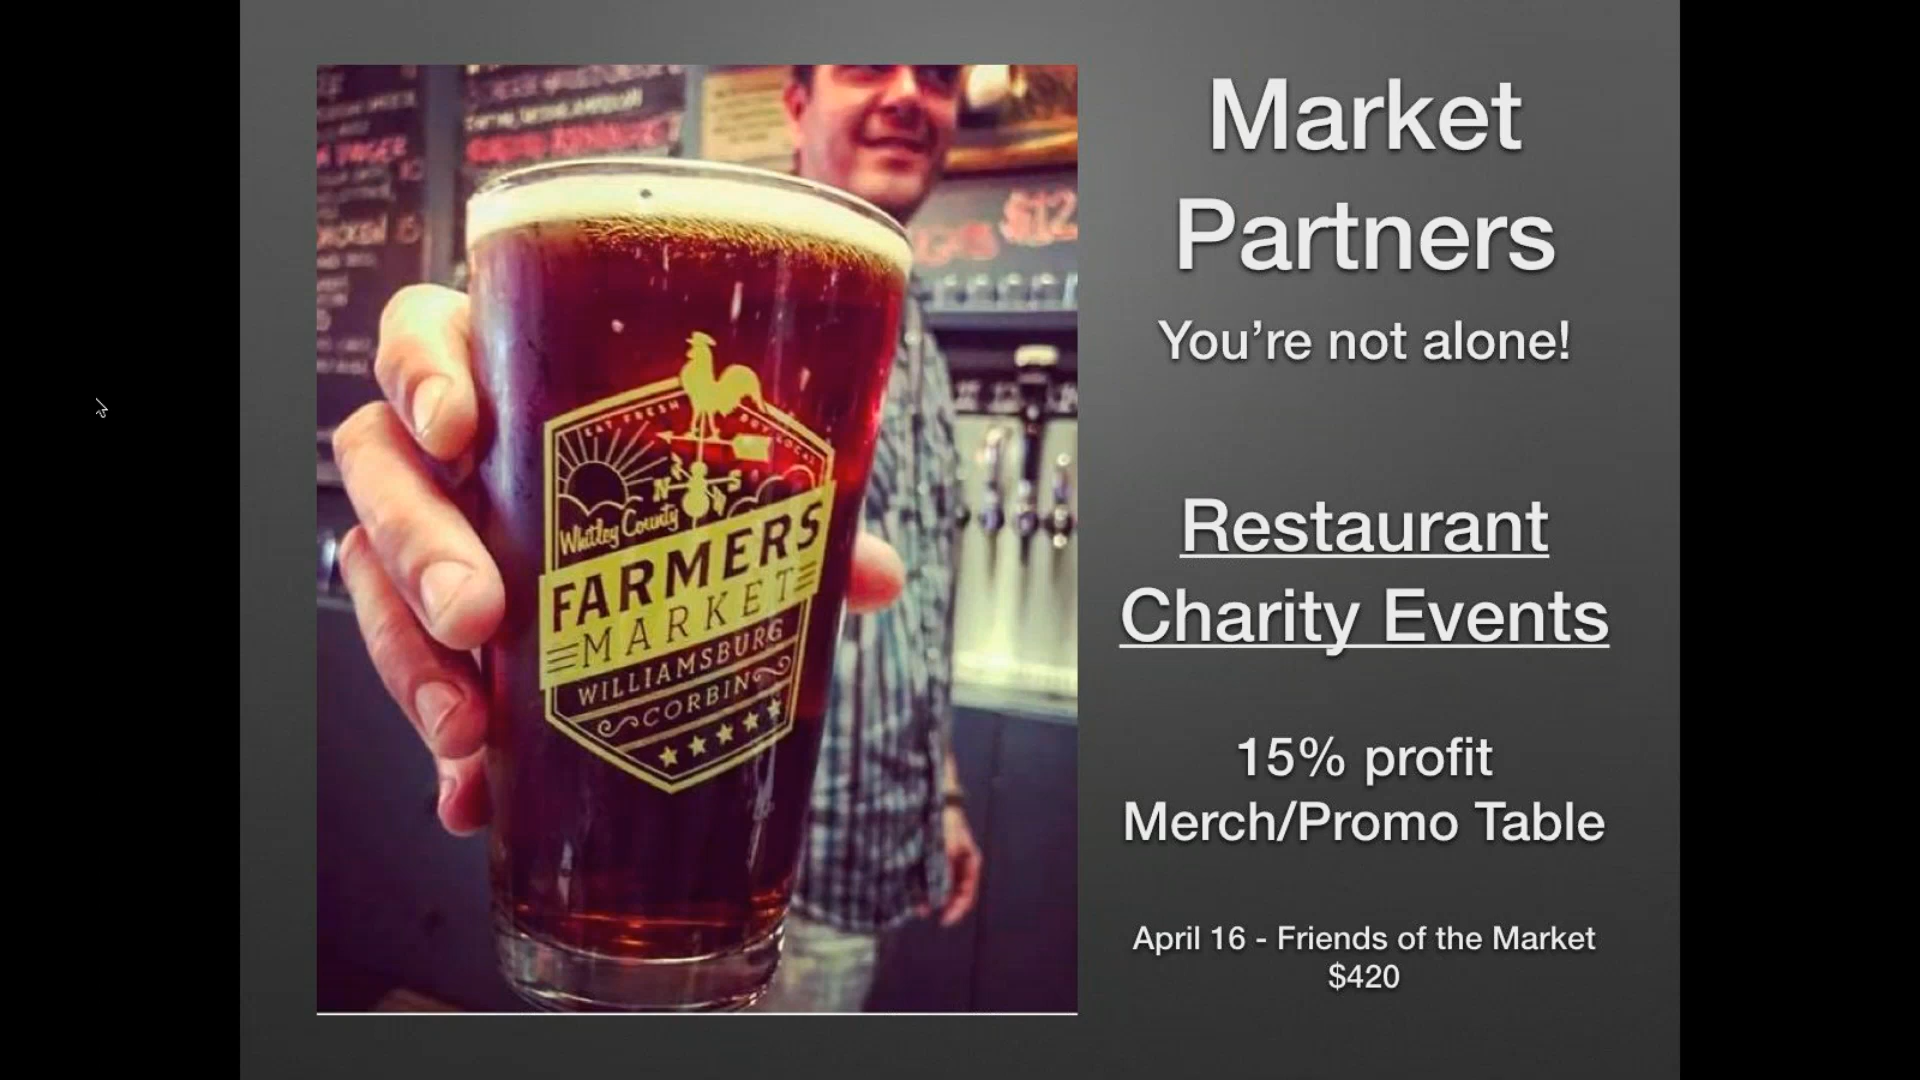 Market
Partners
You're not alone!
Restaurant
Charity Events
15% profit
Merch/Promo Table
April 16 - Friends of the Market
$420
$12
EAT FRESH
BUY LOCAL
N S
Whitley County
FARMERS
MARKET
WILLIAMSBURG
CORBIN